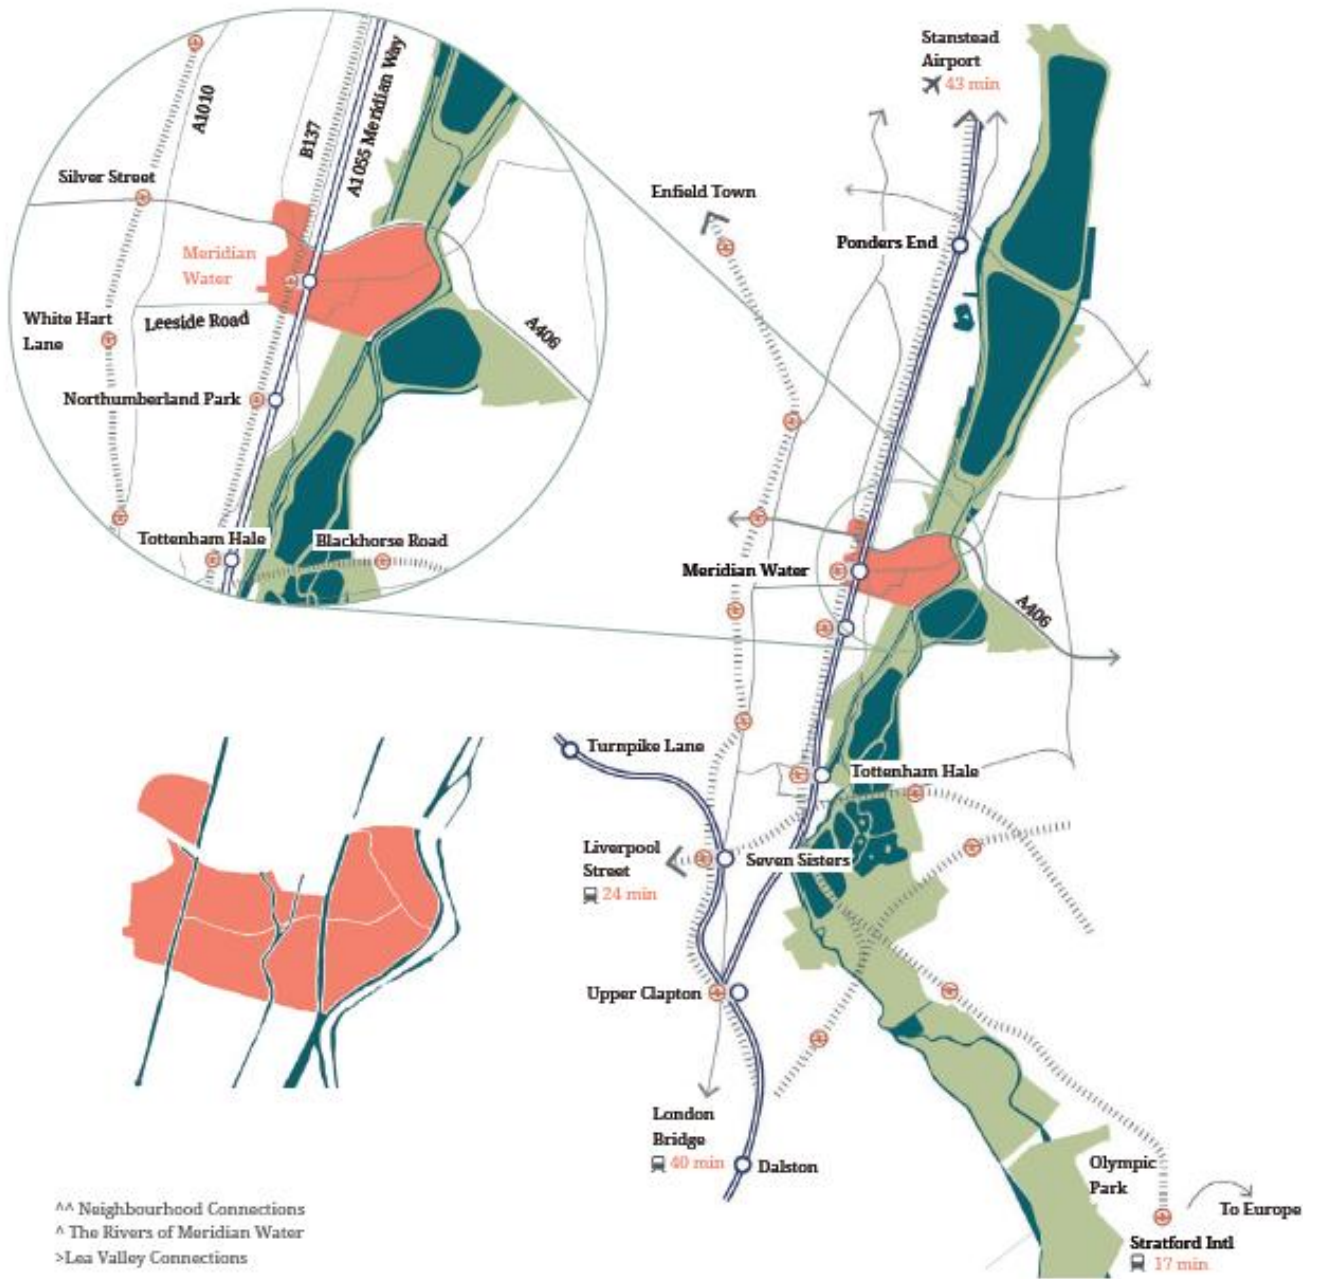 A1010
B137
A1055 Meridian Way
Silver Street
Meridian
Water
White Hart
Lane
Leeside Road
A406
Northumberland Park
Tottenham Hale
Blackhorse Road
Stanstead
Airport
43 min
Enfield Town
Ponders End
Meridian Water
A406
Turnpike Lane
Tottenham Hale
Liverpool
Street
24 min
Seven Sisters
Upper Clapton
London
Bridge
40 min
Dalston
Olympic
Park
To Europe
Stratford Intl
17 min
^^ Neighbourhood Connections
^ The Rivers of Meridian Water
>Lea Valley Connections